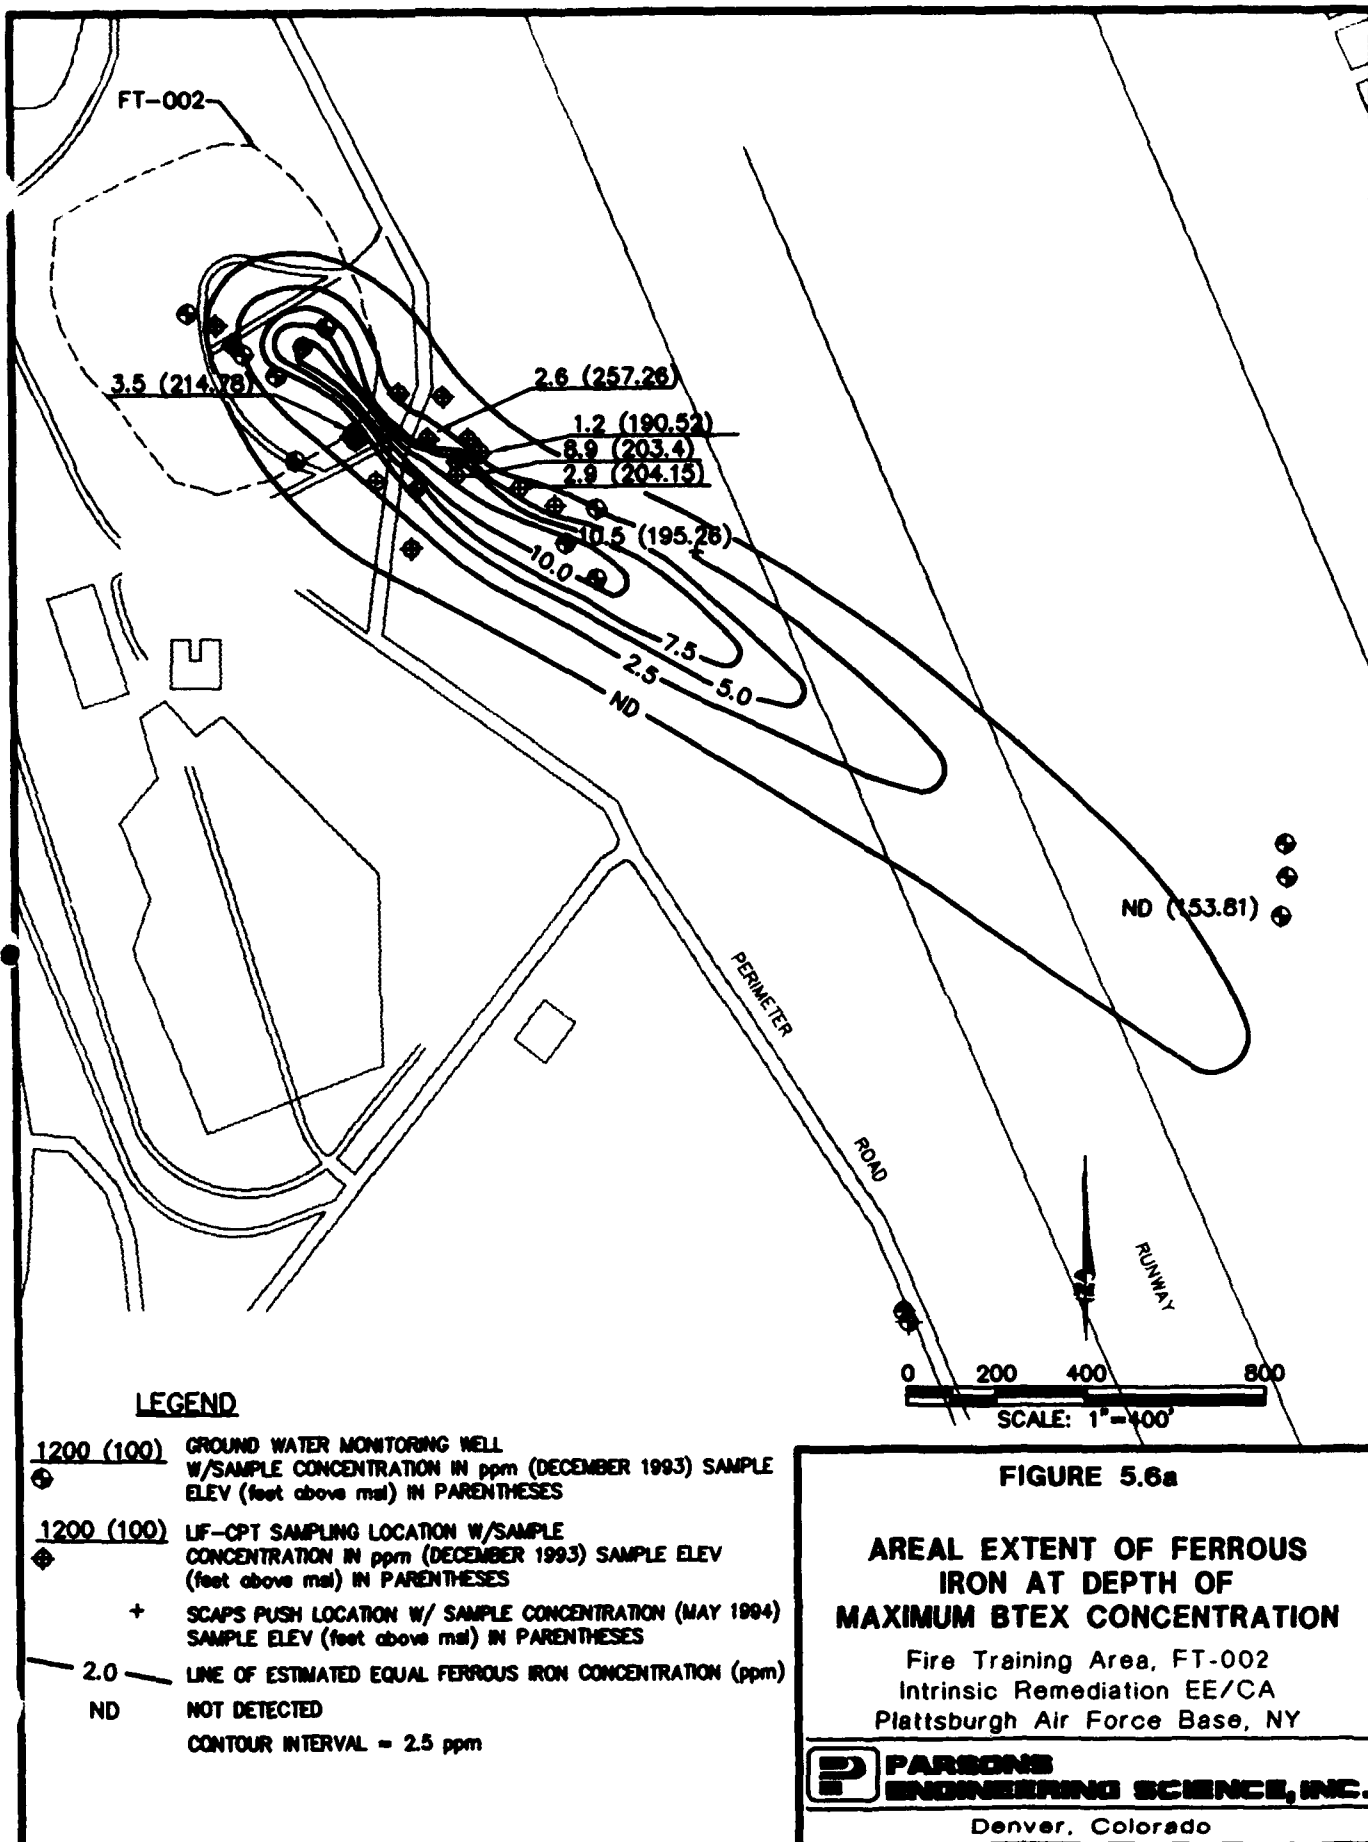 FT-002
3.5 (214.78)
2.6 (257.26)
1.2 (190.52)
8.9 (203.4)
2.9 (204.15)
10.5 (195.26)
10.0
7.5
2.5
5.0
ND
ND (153.81)
PERIMETER
ROAD
RUNWAY
0 200 400 800
SCALE: 1"=400'
LEGEND
1200 (100) GROUND WATER MONITORING WELL
W/SAMPLE CONCENTRATION IN ppm (DECEMBER 1993) SAMPLE
ELEV (feet above msl) IN PARENTHESES
1200 (100) LIF-CPT SAMPLING LOCATION W/SAMPLE
CONCENTRATION IN ppm (DECEMBER 1993) SAMPLE ELEV
(feet above msl) IN PARENTHESES
+ SCAPS PUSH LOCATION W/ SAMPLE CONCENTRATION (MAY 1994)
SAMPLE ELEV (feet above msl) IN PARENTHESES
2.0 LINE OF ESTIMATED EQUAL FERROUS IRON CONCENTRATION (ppm)
ND NOT DETECTED
CONTOUR INTERVAL = 2.5 ppm
FIGURE 5.6a
AREAL EXTENT OF FERROUS
IRON AT DEPTH OF
MAXIMUM BTEX CONCENTRATION
Fire Training Area, FT-002
Intrinsic Remediation EE/CA
Plattsburgh Air Force Base, NY
PARSONS
ENGINEERING SCIENCE, INC.
Denver, Colorado